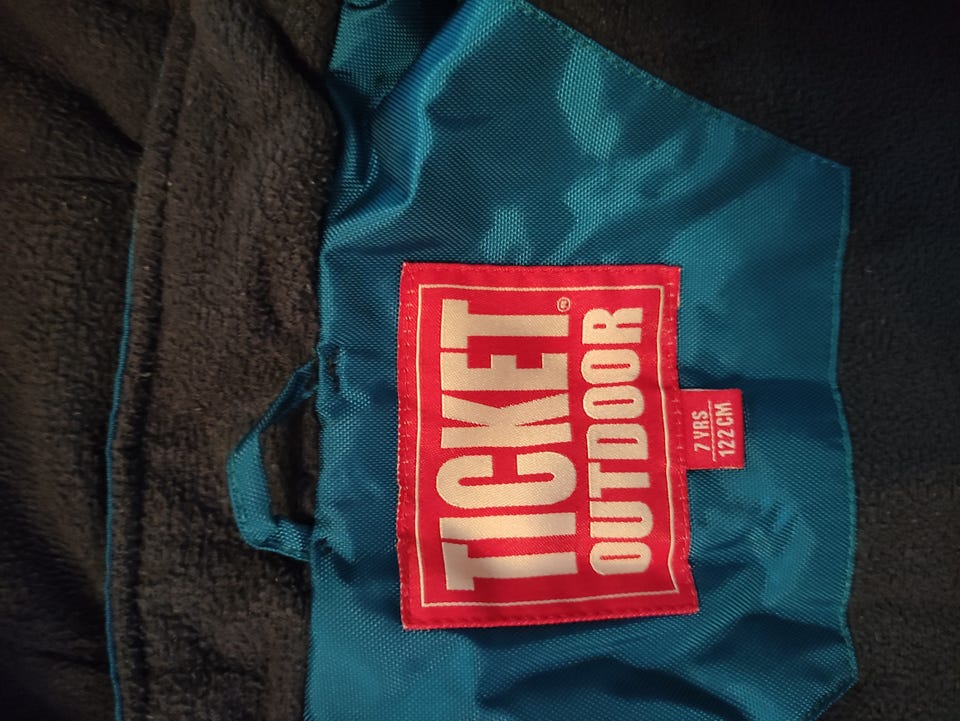 TICKET®
OUTDOOR
7 YRS
122 CM